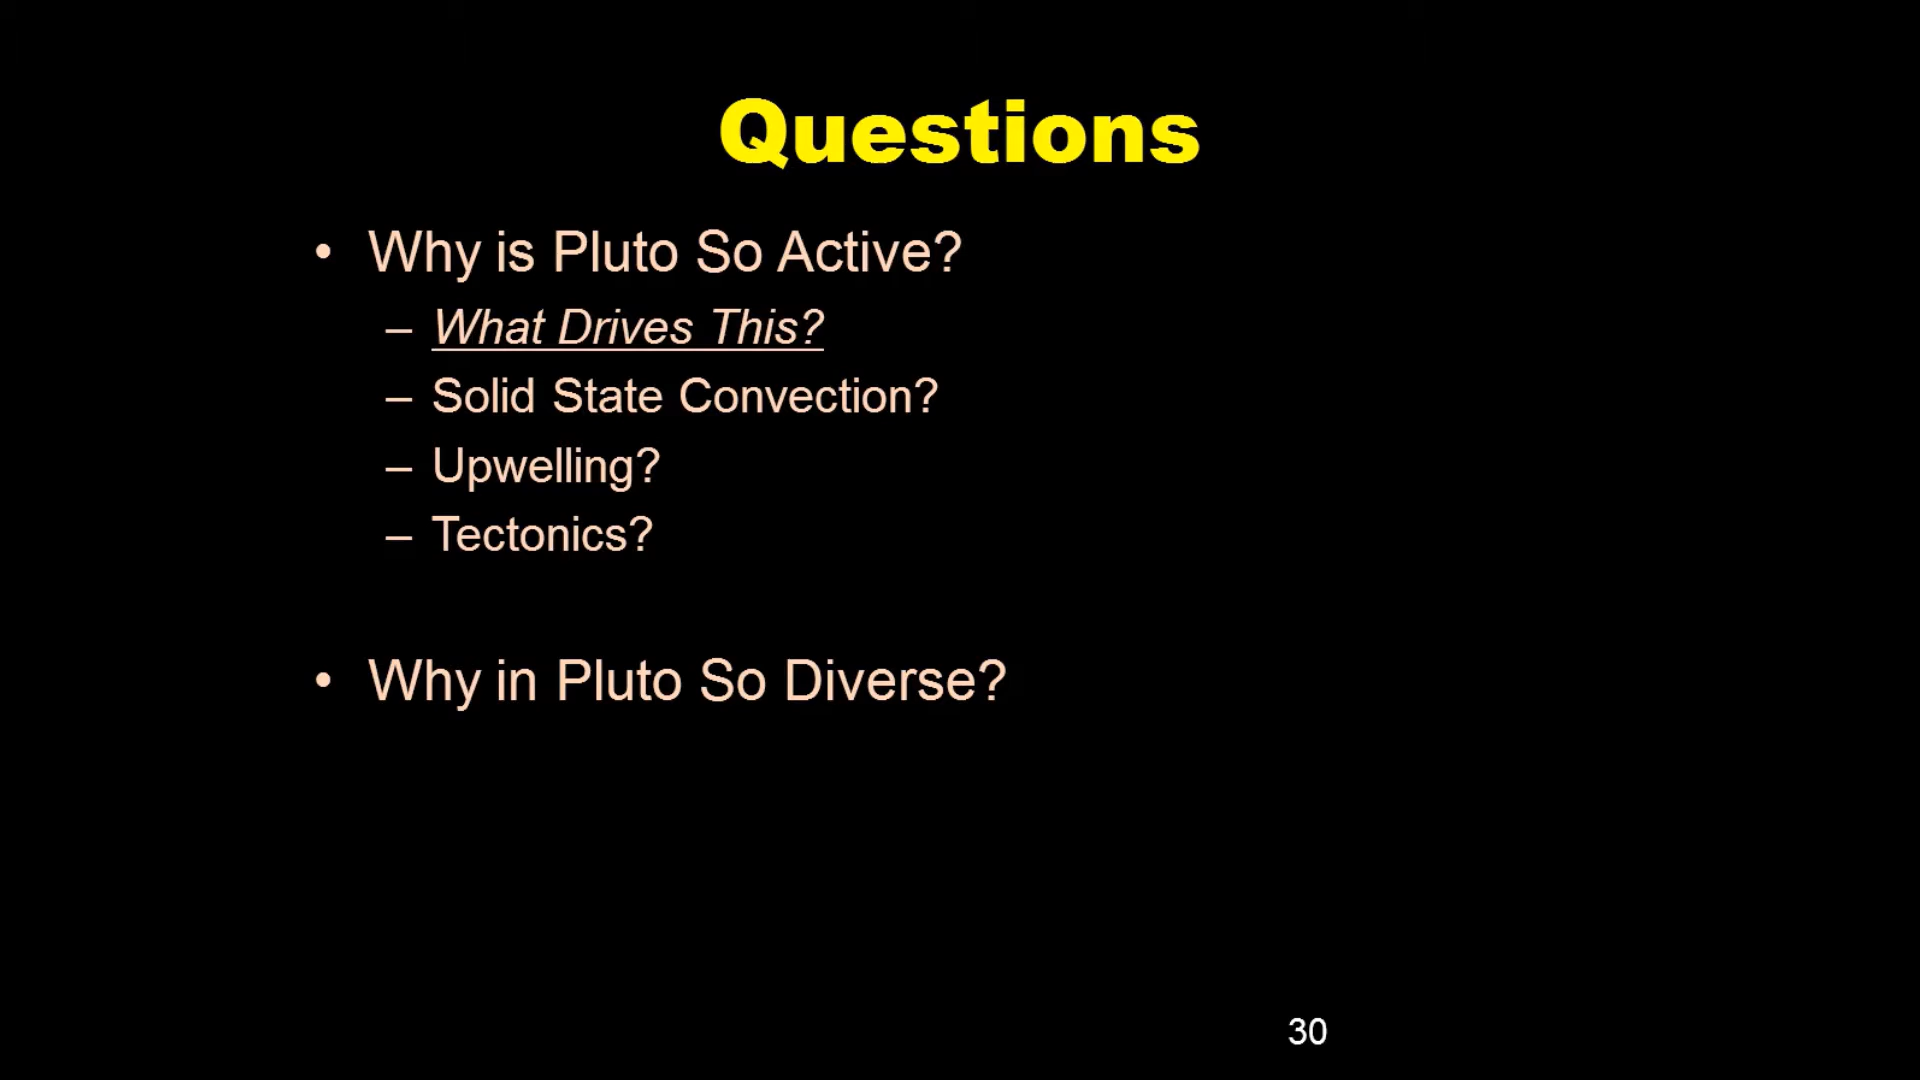 Questions
• Why is Pluto So Active?
– What Drives This?
– Solid State Convection?
– Upwelling?
– Tectonics?
• Why in Pluto So Diverse?
30